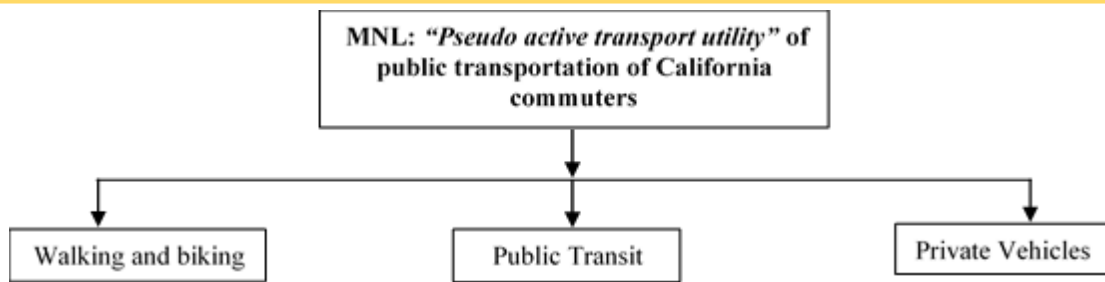 MNL: “Pseudo active transport utility” of
public transportation of California
commuters
Walking and biking
Public Transit
Private Vehicles